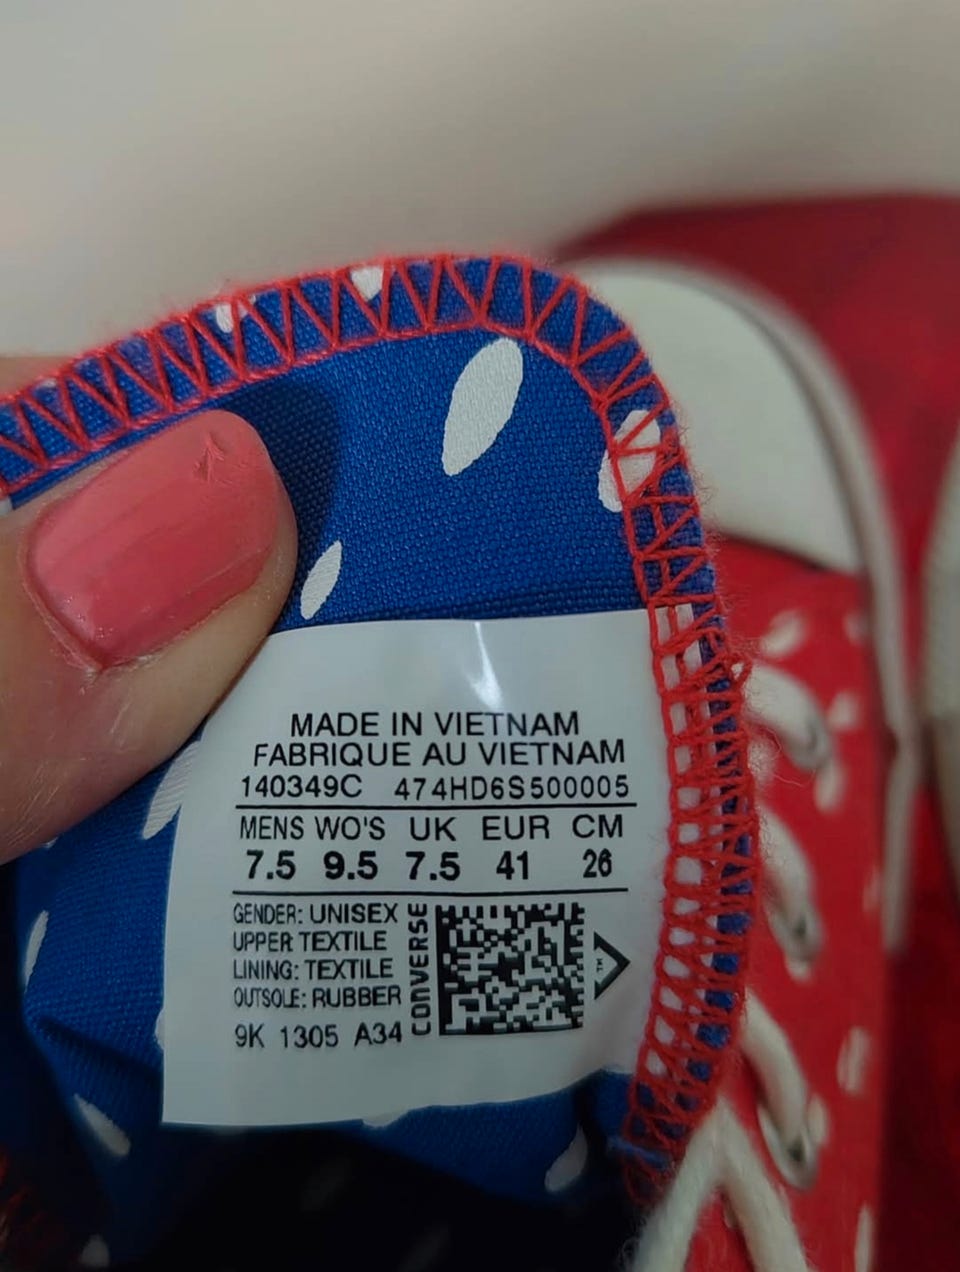 MADE IN VIETNAM
FABRIQUE AU VIETNAM
140349C 474HD6S500005
MENS WO'S UK EUR CM
7.5 9.5 7.5 41 26
GENDER: UNISEX
UPPER TEXTILE
LINING: TEXTILE
OUTSOLE: RUBBER
9K 1305 A34
CONVERSE
TM